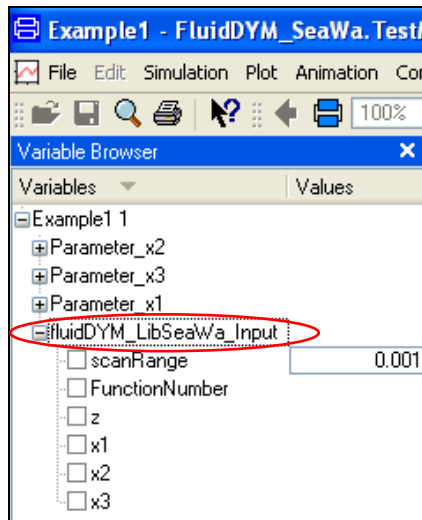 Example1 - FluidDYM_SeaWa.Test
File Edit Simulation Plot Animation Co
100%
Variable Browser
Variables Values
Example1 1
Parameter_x2
Parameter_x3
Parameter_x1
fluidDYM_LibSeaWa_Input
scanRange 0.001
FunctionNumber
z
x1
x2
x3